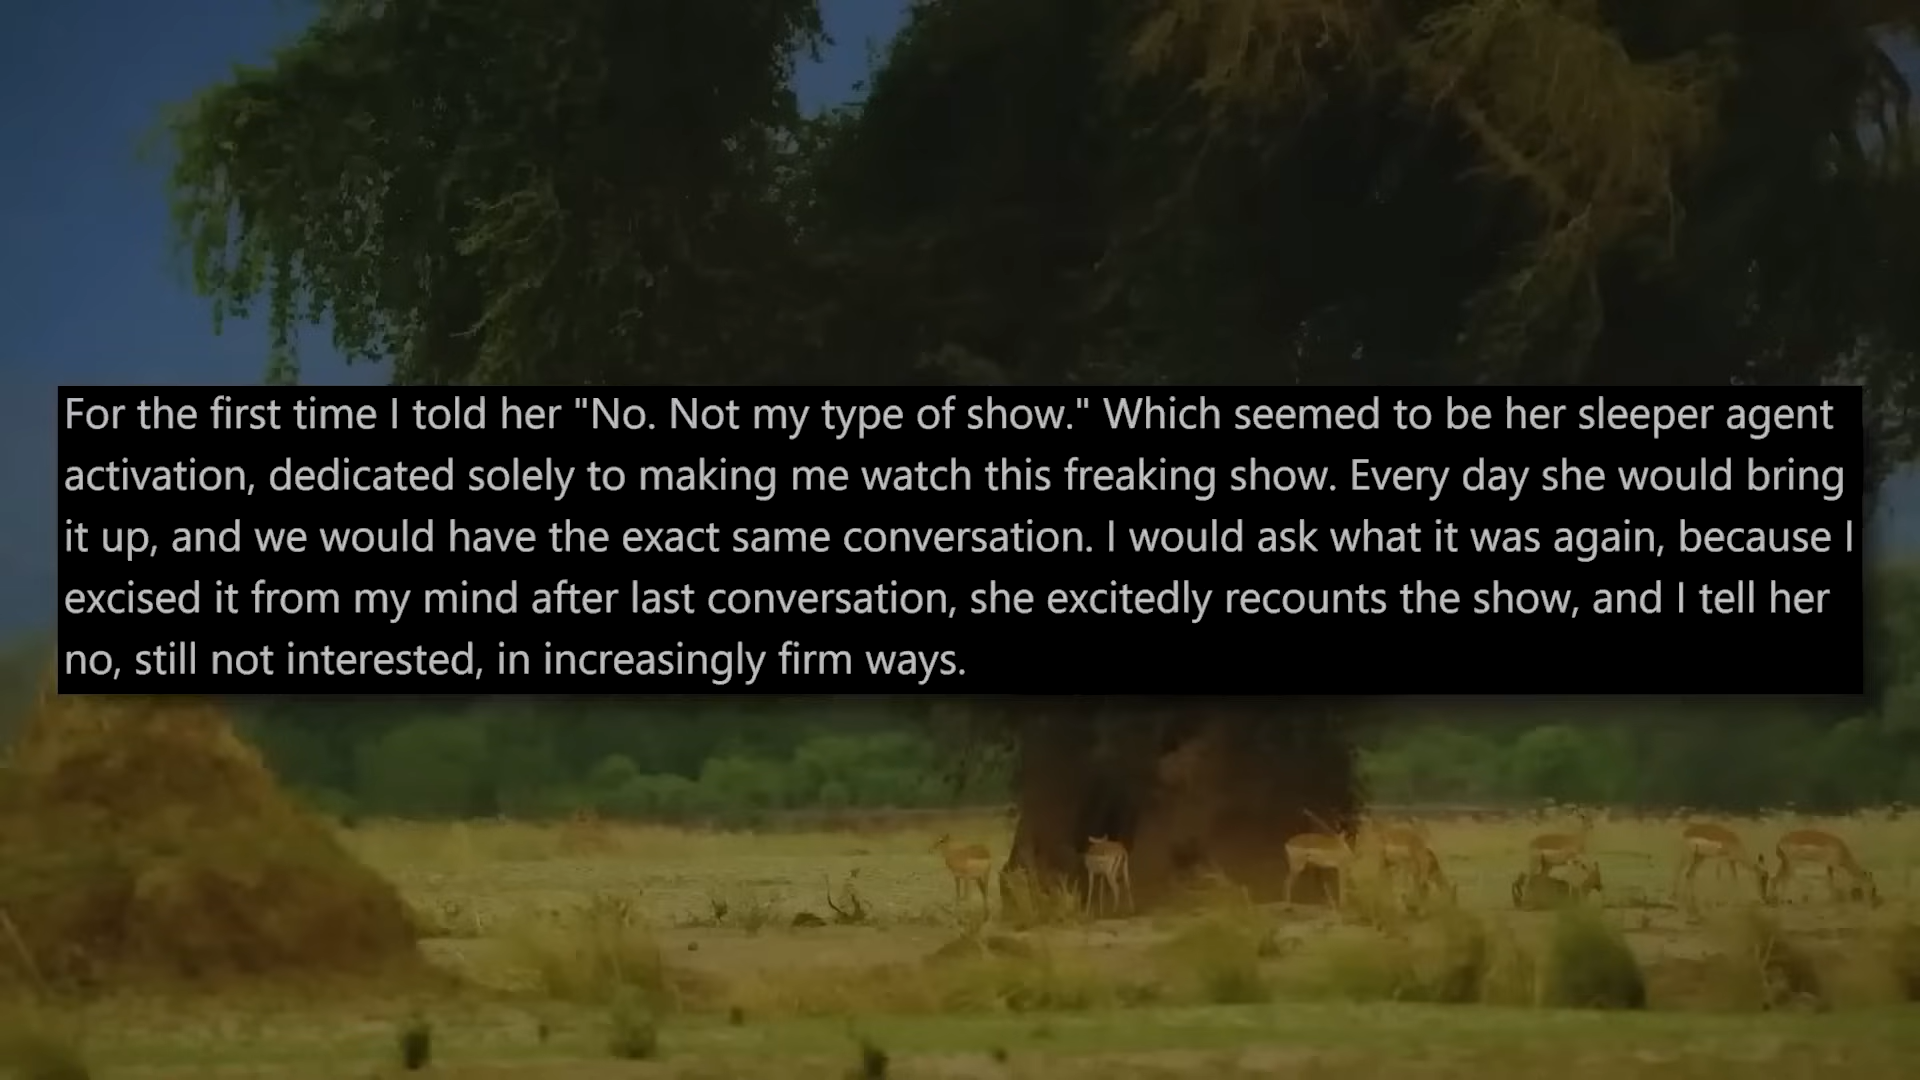 For the first time I told her "No. Not my type of show." Which seemed to be her sleeper agent
activation, dedicated solely to making me watch this freaking show. Every day she would bring
it up, and we would have the exact same conversation. I would ask what it was again, because I
excised it from my mind after last conversation, she excitedly recounts the show, and I tell her
no, still not interested, in increasingly firm ways.